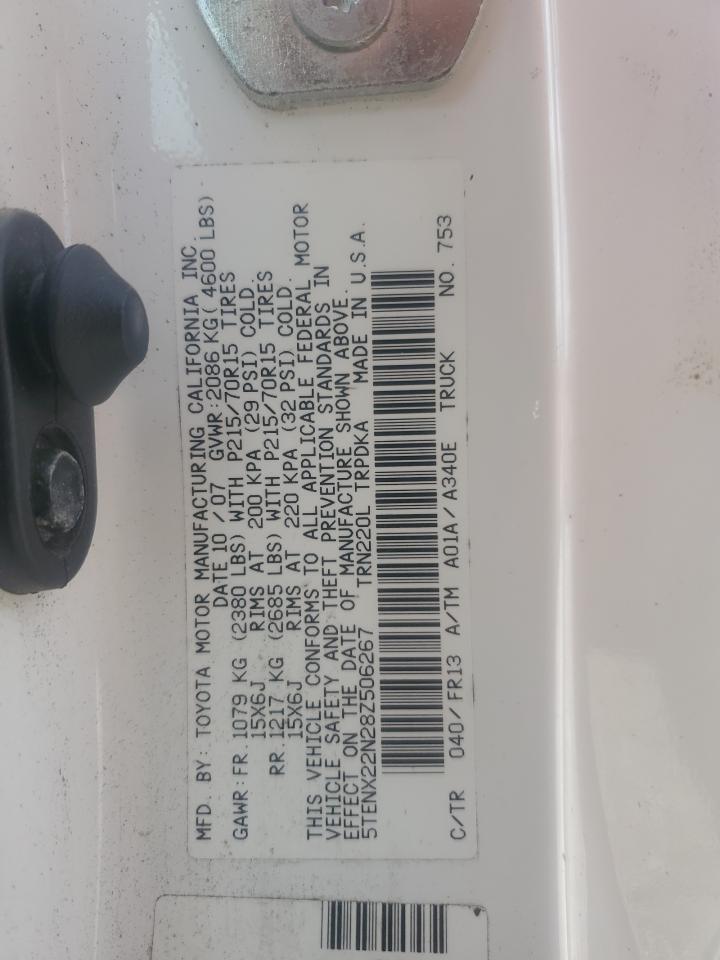 MFD. BY: TOYOTA MOTOR MANUFACTURING CALIFORNIA INC.
DATE 10 / 07 GVWR:2086KG( 4600 LBS)
GAWR:FR.1079 KG (2380 LBS) WITH P215/70R15 TIRES
15X6J RIMS AT 200 KPA (29 PSI) COLD.
RR.1217 KG (2685 LBS) WITH P215/70R15 TIRES
15X6J RIMS AT 220 KPA (32 PSI) COLD.
THIS VEHICLE CONFORMS TO ALL APPLICABLE FEDERAL MOTOR
VEHICLE SAFETY AND THEFT PREVENTION STANDARDS IN
EFFECT ON THE DATE OF MANUFACTURE SHOWN ABOVE.
5TENX22N28Z506267 TRN220L TRPDKA MADE IN U.S.A.
C/TR 040/FR13 A/TM A01A/A340E TRUCK NO. 753